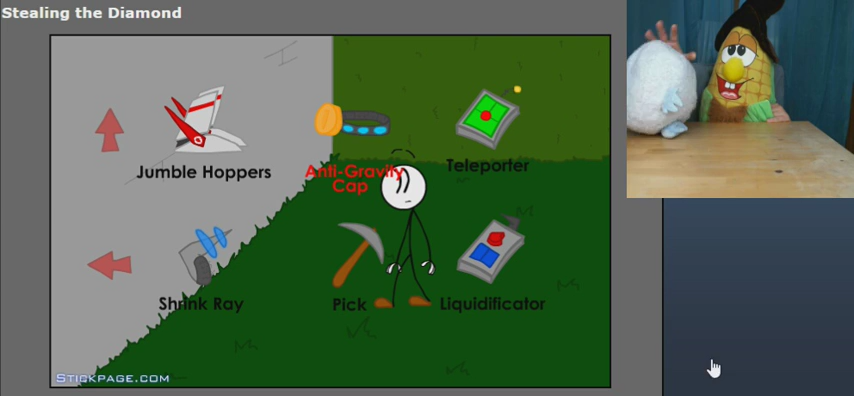 Stealing the Diamond
Jumble Hoppers
Anti-Gravity
Cap
Teleporter
Shrink Ray
Pick
Liquidificator
STICKPAGE.COM